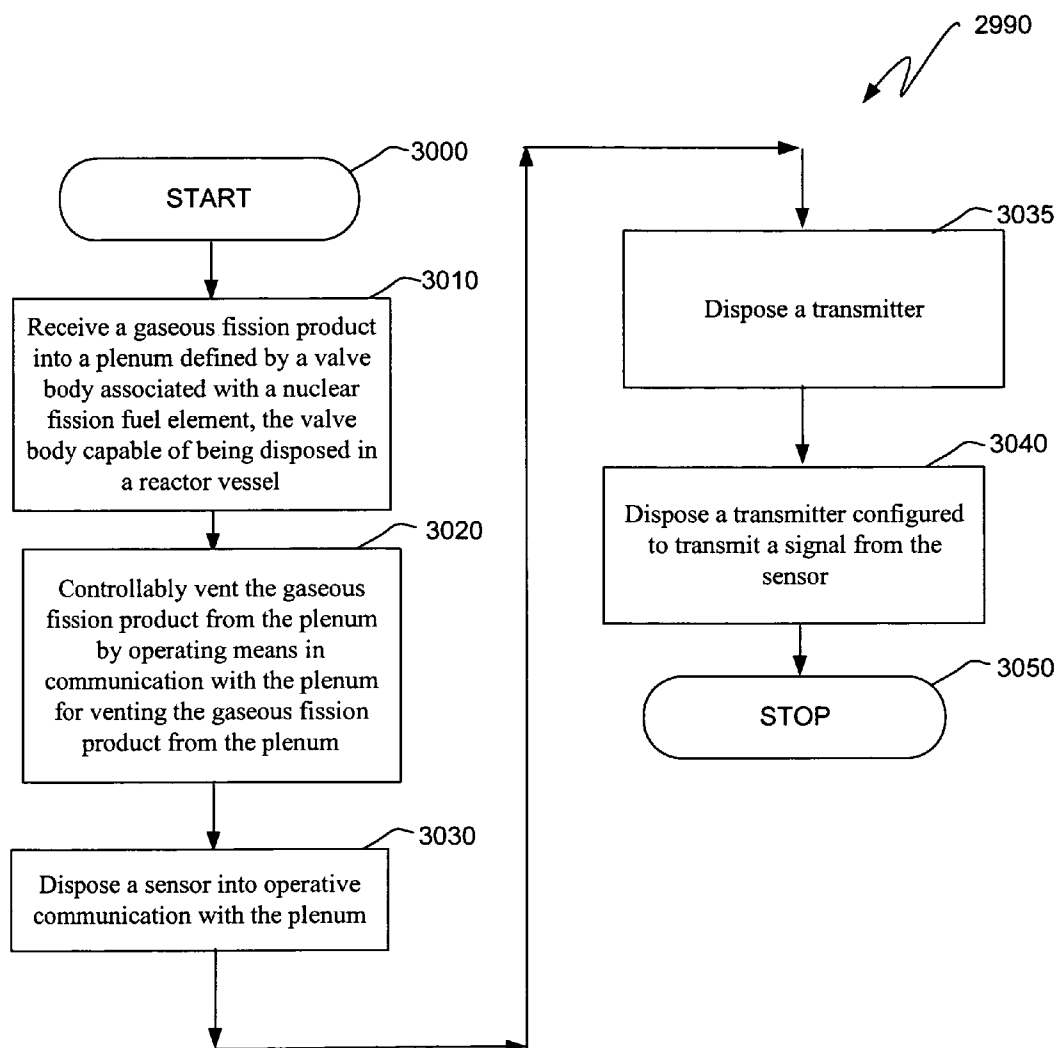 2990
3000
START
3010
Receive a gaseous fission product
into a plenum defined by a valve
body associated with a nuclear
fission fuel element, the valve
body capable of being disposed in
a reactor vessel
3020
Controllably vent the gaseous
fission product from the plenum
by operating means in
communication with the plenum
for venting the gaseous fission
product from the plenum
3030
Dispose a sensor into operative
communication with the plenum
3035
Dispose a transmitter
3040
Dispose a transmitter configured
to transmit a signal from the
sensor
3050
STOP